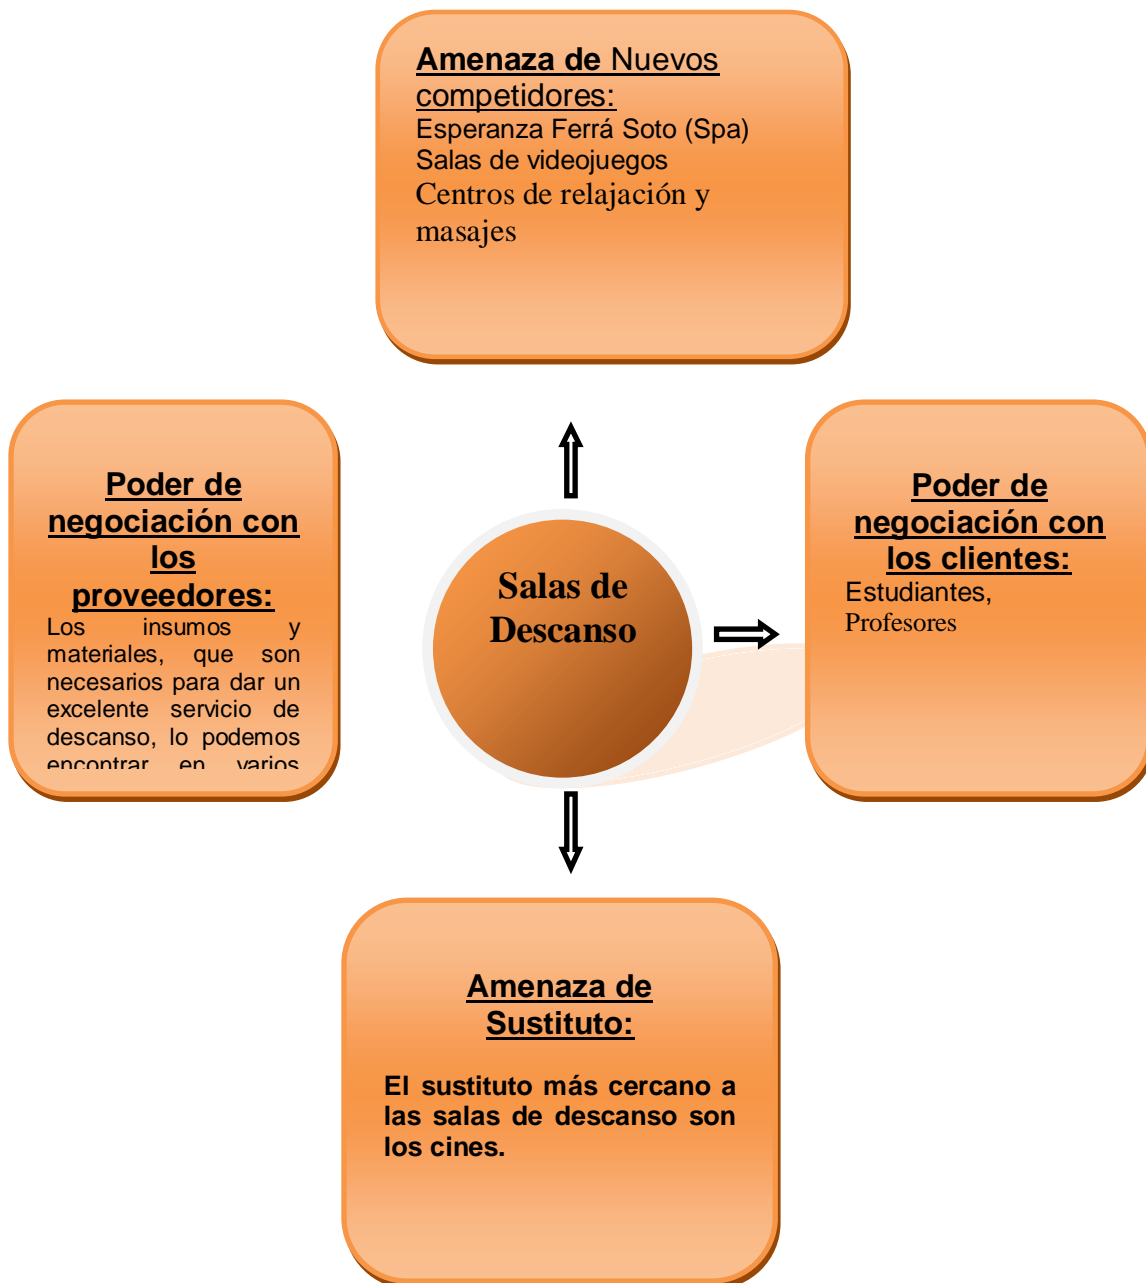 Amenaza de Nuevos
competidores:
Esperanza Ferrá Soto (Spa)
Salas de videojuegos
Centros de relajación y
masajes
Poder de
negociación con
los
proveedores:
Los insumos y
materiales, que son
necesarios para dar un
excelente servicio de
descanso, lo podemos
encontrar en varios
Salas de
Descanso
Poder de
negociación con
los clientes:
Estudiantes,
Profesores
Amenaza de
Sustituto:
El sustituto más cercano a
las salas de descanso son
los cines.